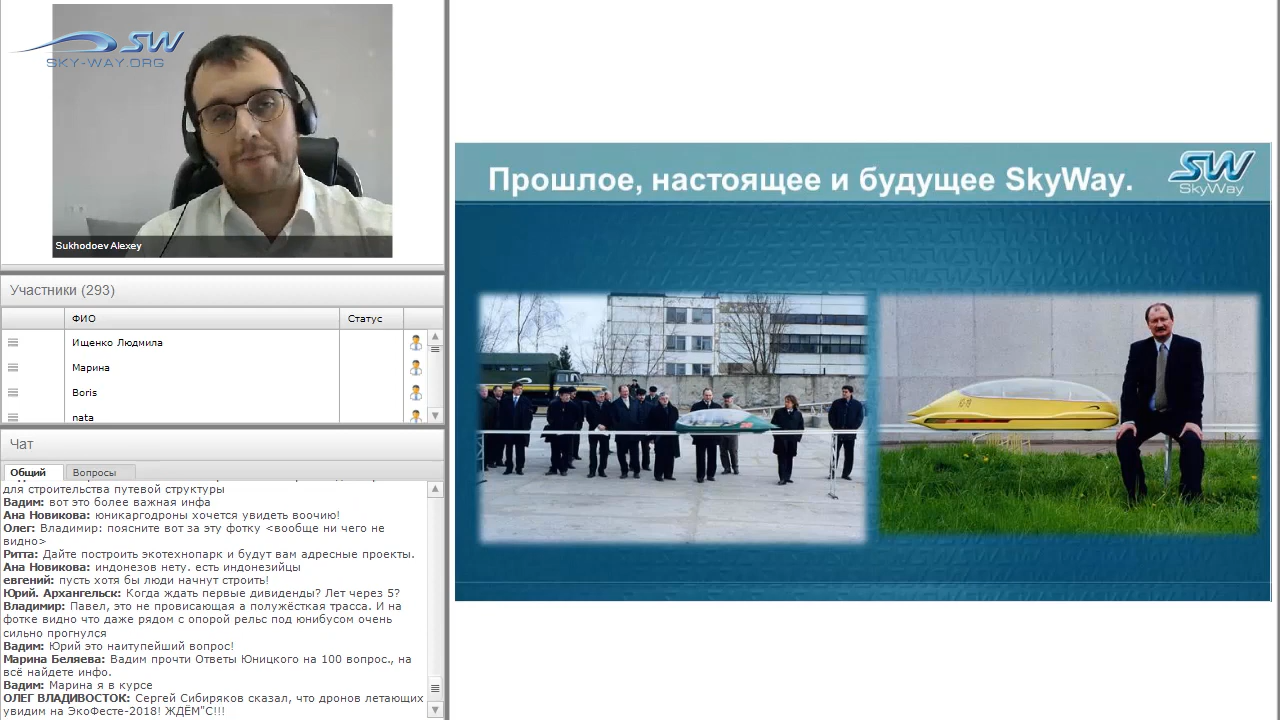 SW
SKY-WAY.ORG
Sukhodoev Alexey
Участники (293)
ФИО
Статус
Ищенко Людмила
Марина
Boris
nata
Чат
Общий
Вопросы
для строительства путевой структуры
Вадим: вот это более важная инфа
Ана Новикова: юникаргодроны хочется увидеть воочию!
Олег: Владимир: поясните вот за эту фотку <вообще ни чего не
видно>
Ритта: Дайте построить экотехнопарк и будут вам адресные проекты.
Ана Новикова: индонезов нету. есть индонезийцы
евгений: пусть хотя бы люди начнут строить!
Юрий. Архангельск: Когда ждать первые дивиденды? Лет через 5?
Владимир: Павел, это не провисающая а полужёсткая трасса. И на
фотке видно что даже рядом с опорой рельс под юнибусом очень
сильно прогнулся
Вадим: Юрий это наитупейший вопрос!
Марина Беляева: Вадим прочти Ответы Юницкого на 100 вопрос., на
всё найдете инфо.
Вадим: Марина я в курсе
ОЛЕГ ВЛАДИВОСТОК: Сергей Сибиряков сказал, что дронов летающих
увидим на ЭкоФесте-2018! ЖДЁМ"С!!!
Прошлое, настоящее и будущее SkyWay.
SW
SkyWay